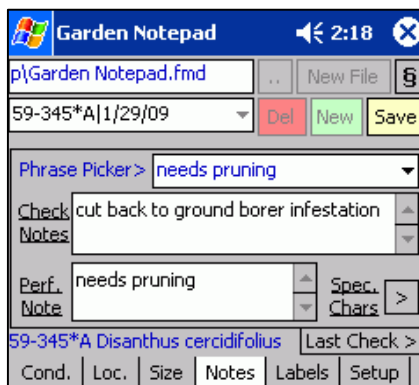 Garden Notepad 2:18
p\Garden Notepad.fmd .. New File §
59-345*A|1/29/09 Del New Save
Phrase Picker> needs pruning
Check Notes cut back to ground borer infestation
Perf. Note needs pruning Spec. Chars >
59-345*A Disanthus cercidifolius Last Check >
Cond. Loc. Size Notes Labels Setup